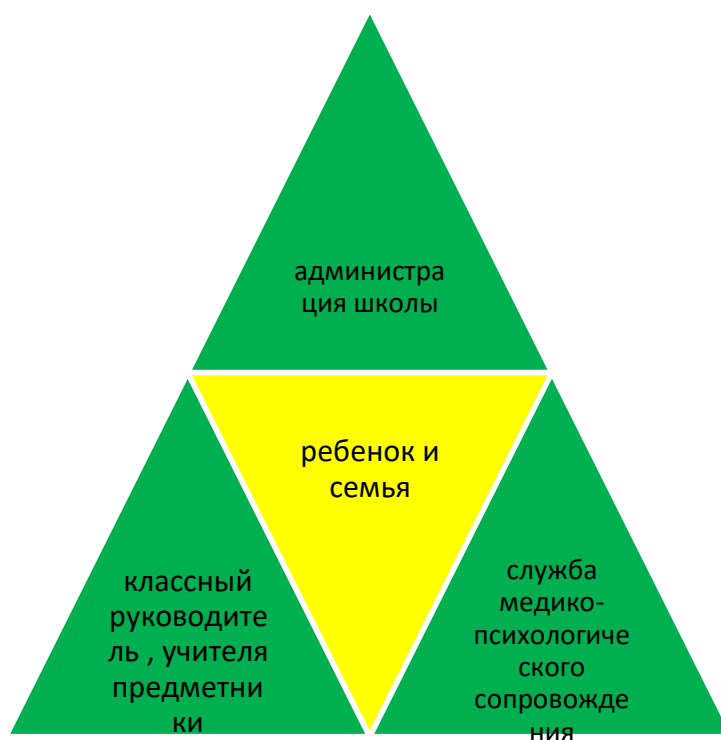 администра
ция школы
ребенок и
семья
классный
руководите
ль , учителя
предметни
ки
служба
медико-
психологиче
ского
сопровожде
ния